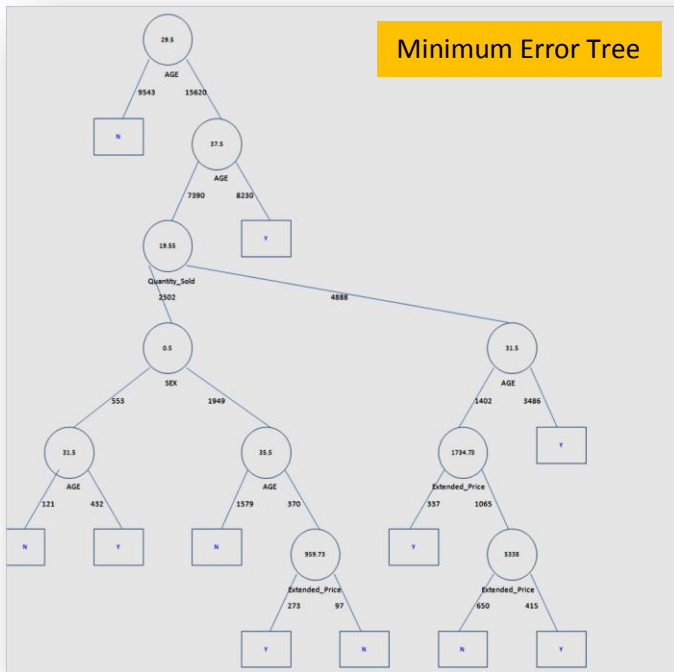 Minimum Error Tree
29.5
AGE
9543 15620
N
37.5
AGE
7390 8230
19.55
Y
Quantity_Sold
2502 4888
0.5 31.5
SEX AGE
553 1949 1402 3486
31.5 35.5 1734.73 Y
AGE AGE Extended_Price
121 432 1579 370 337 1065
N Y N 959.73 Y 5338
Extended_Price Extended_Price
273 97 650 415
Y N N Y